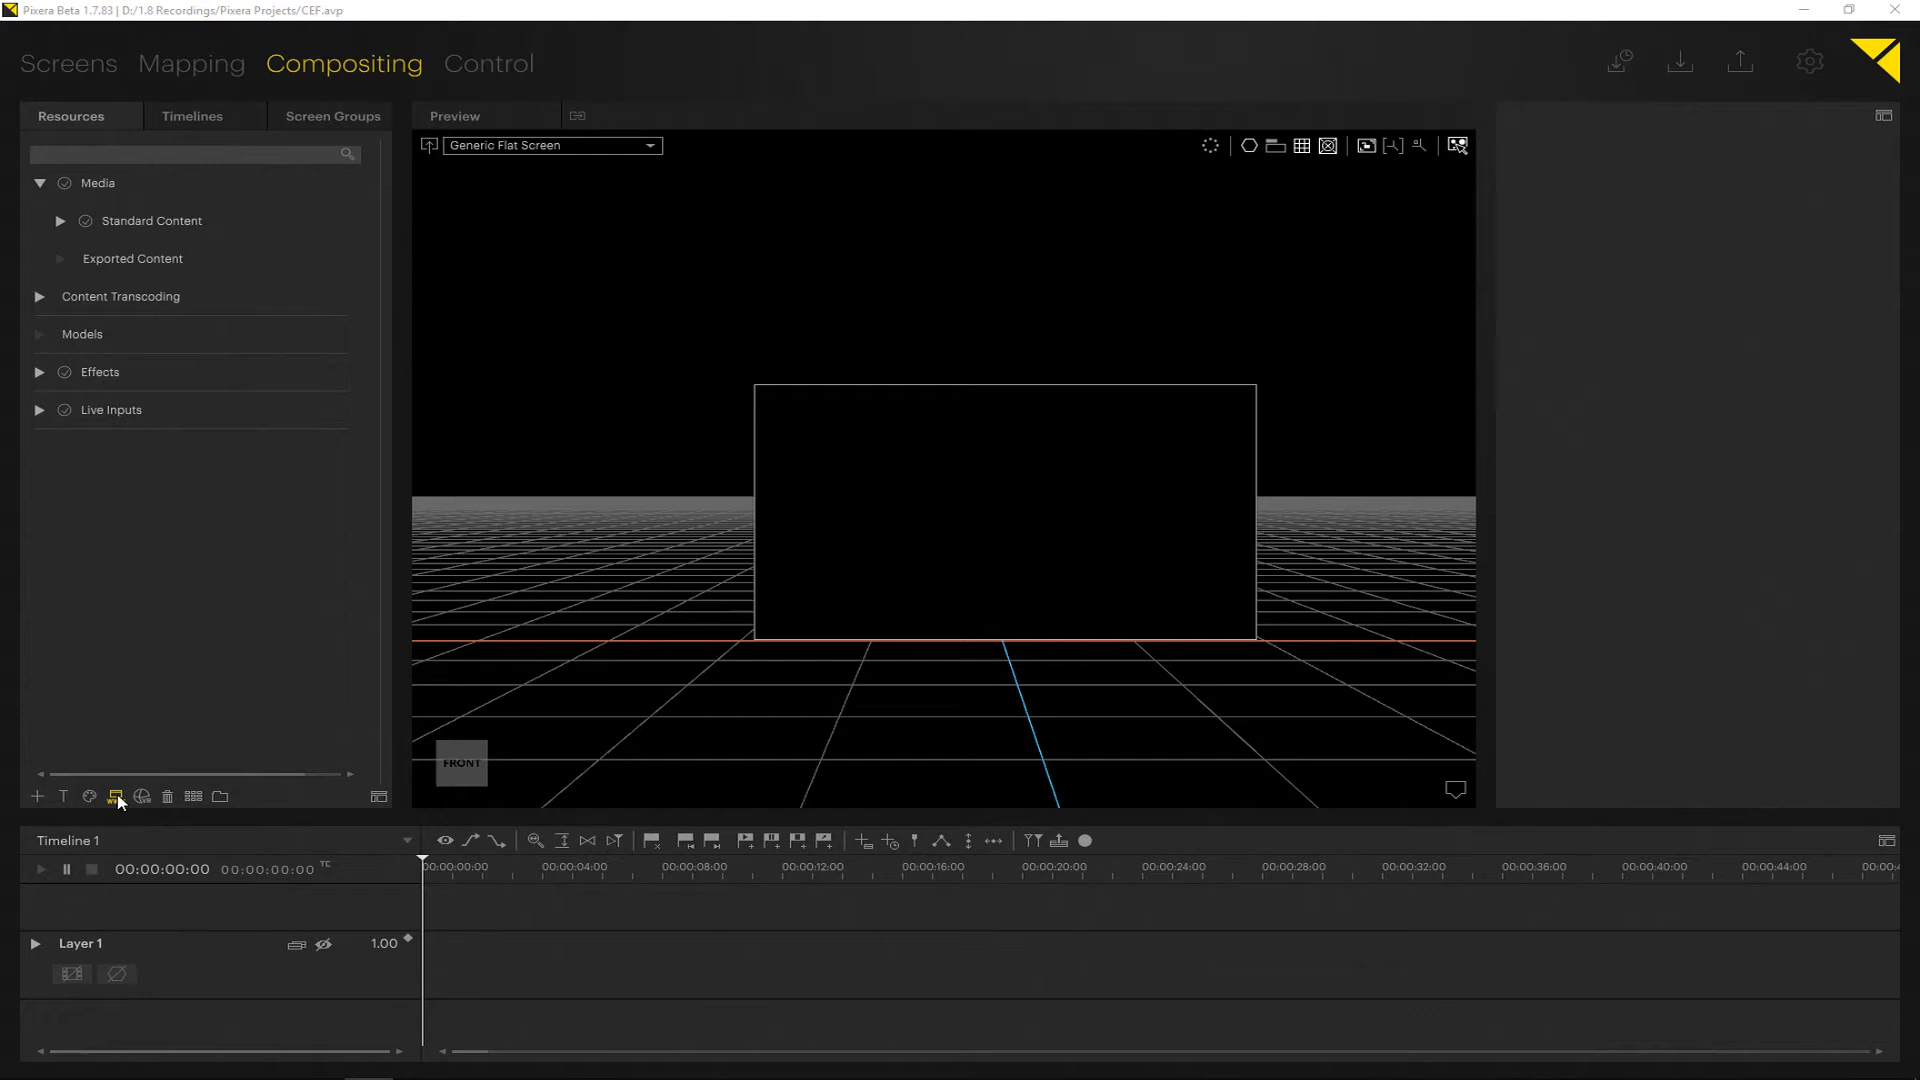 Pixera Beta 1.7.83 | D:/1.8 Recordings/Pixera Projects/CEF.avp
Screens Mapping Compositing Control
Resources Timelines Screen Groups
Preview
Generic Flat Screen
Media
Standard Content
Exported Content
Content Transcoding
Models
Effects
Live Inputs
FRONT
T
Timeline 1
00:00:00:00 00:00:00:00 TC
00:00:00:00 00:00:04:00 00:00:08:00 00:00:12:00 00:00:16:00 00:00:20:00 00:00:24:00 00:00:28:00 00:00:32:00 00:00:36:00 00:00:40:00 00:00:44:00
Layer 1 1.00